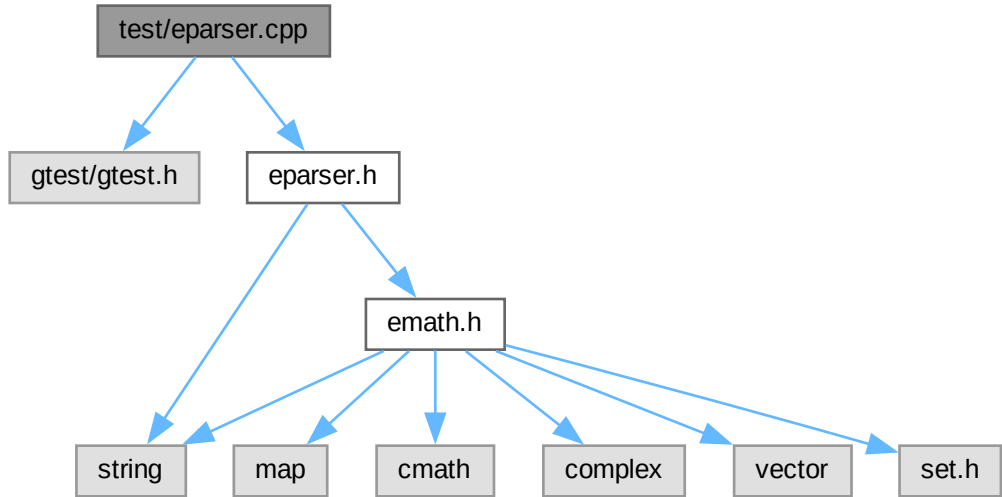 test/eparser.cpp
gtest/gtest.h
eparser.h
emath.h
string
map
cmath
complex
vector
set.h